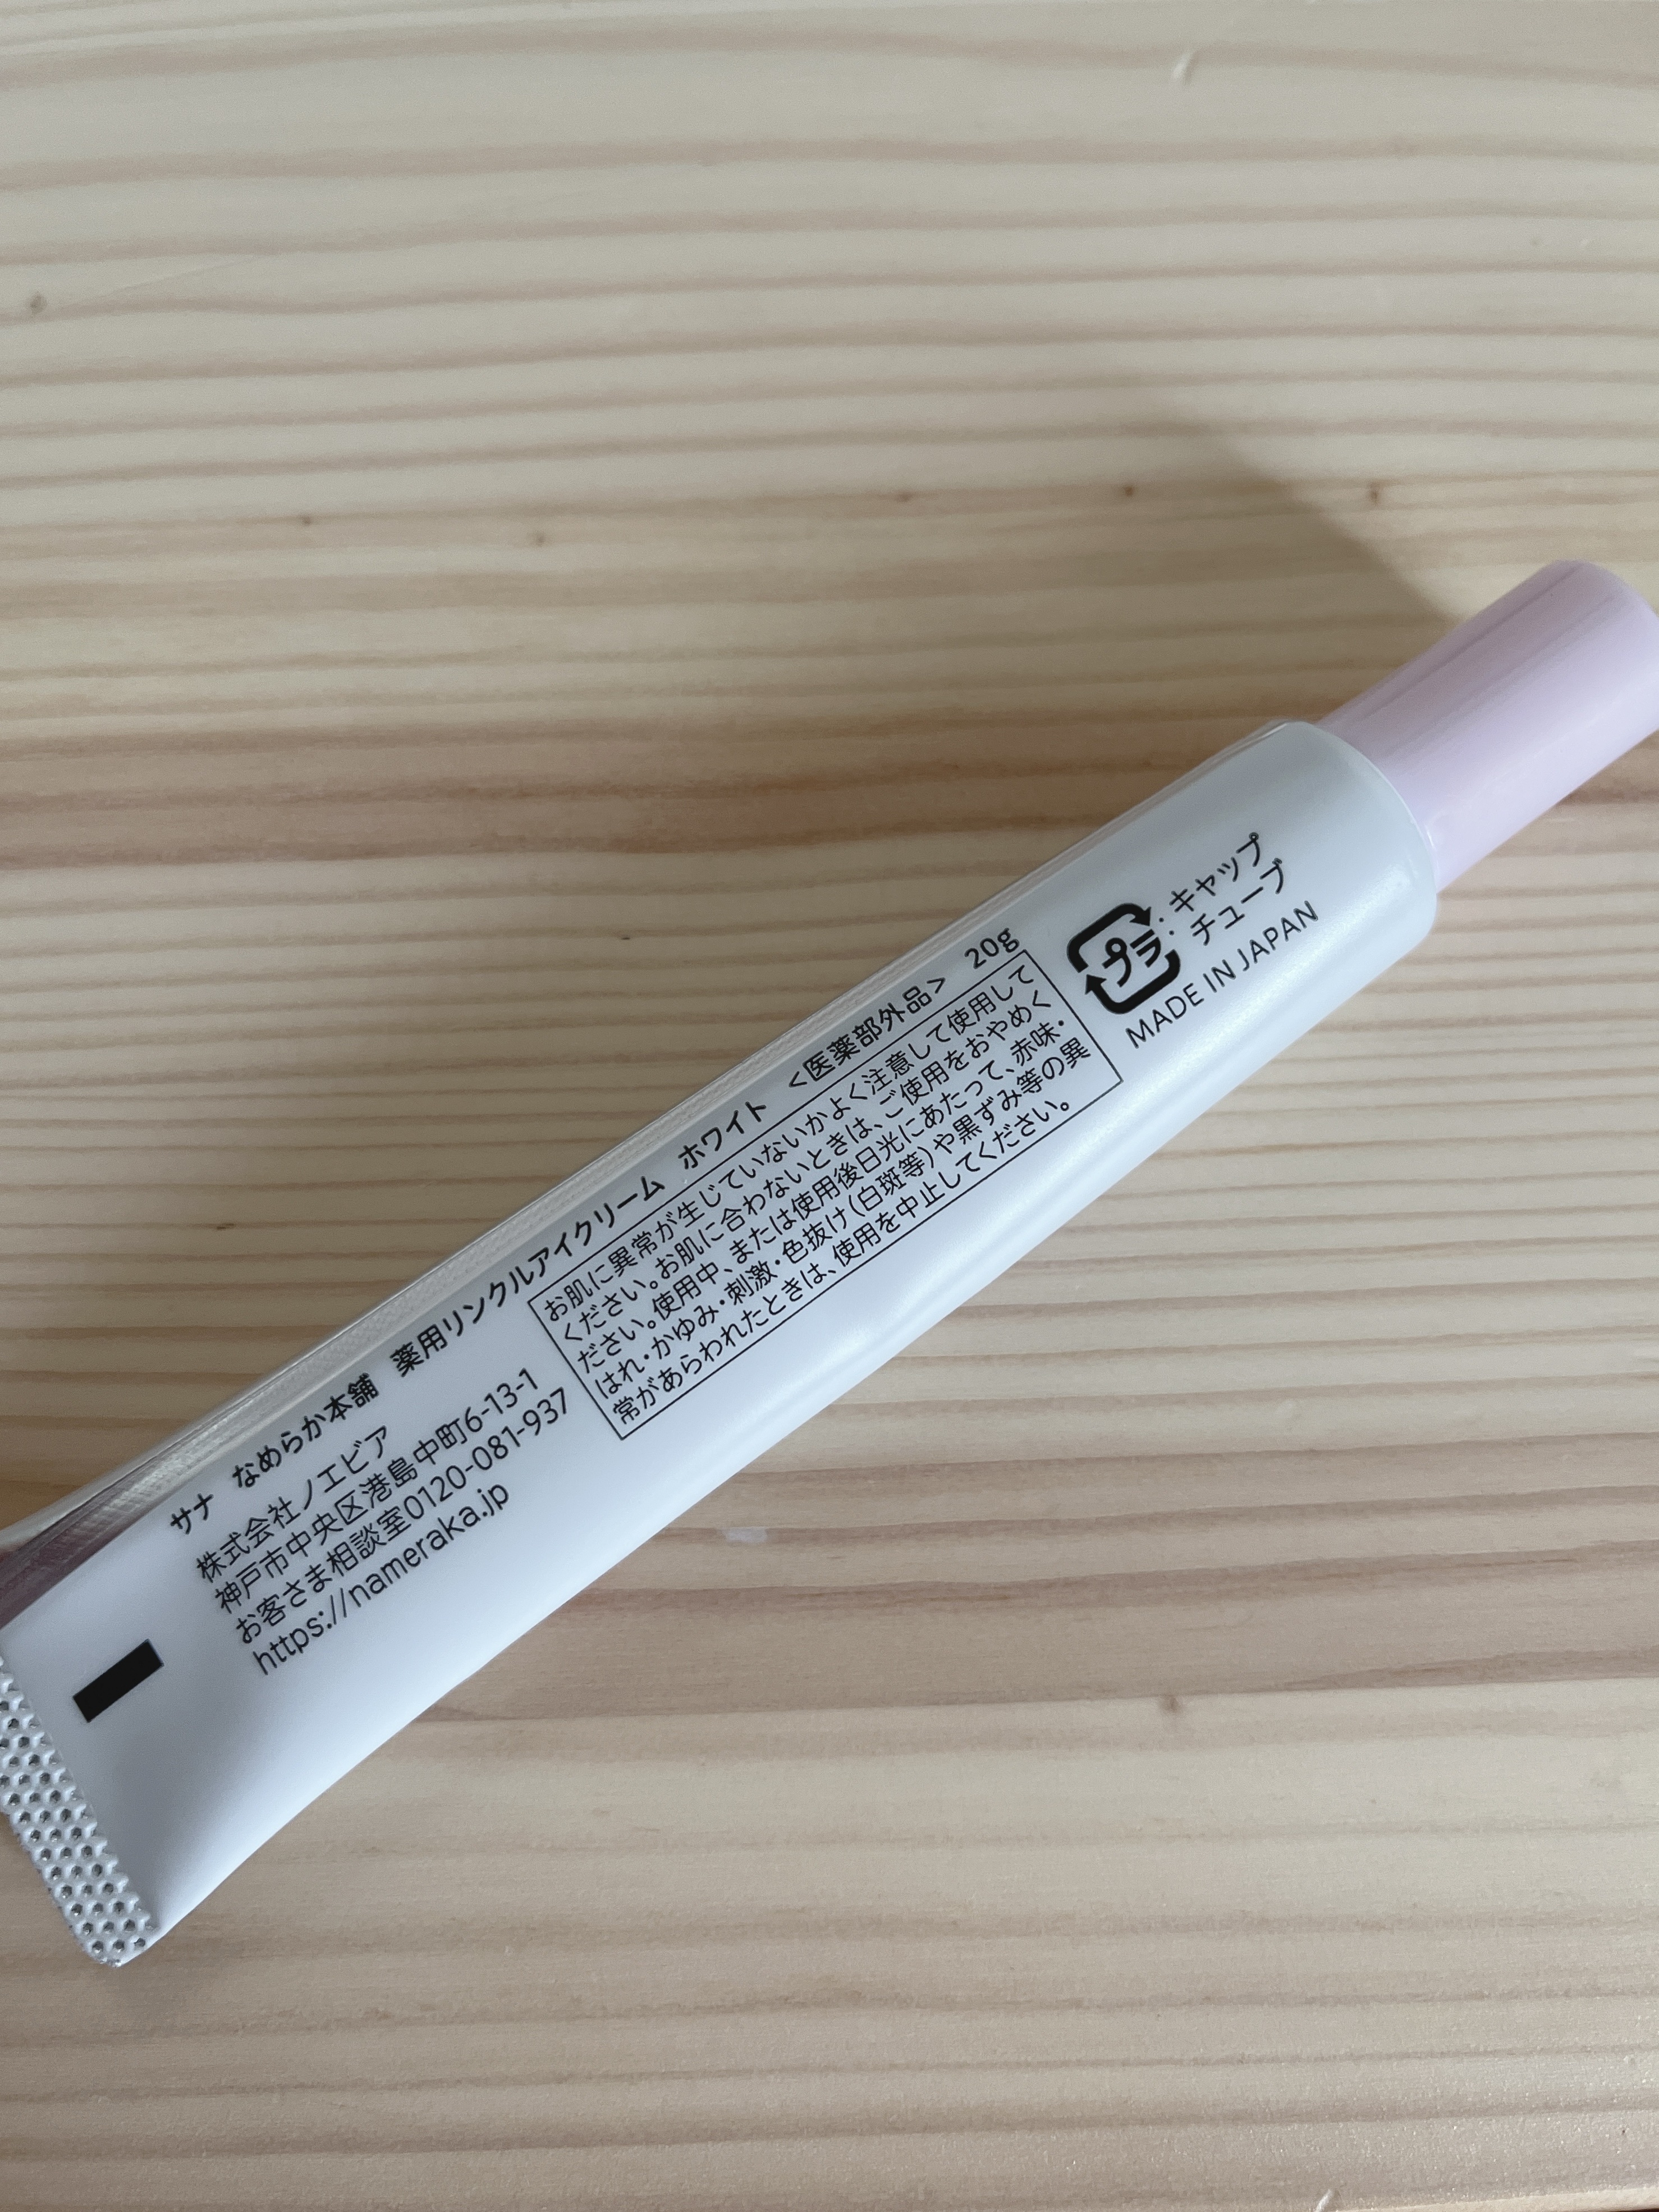 サナ なめらか本舗 薬用リンクルアイクリーム ホワイト <医薬部外品> 20g
株式会社ノエビア
神戸市中央区港島中町6-13-1
お客さま相談室0120-081-937
https://nameraka.jp
お肌に異常が生じていないかよく注意して使用して
ください。お肌に合わないときは、ご使用をおやめく
ださい。使用中、または使用後日光にあたって、赤味・
はれ・かゆみ・刺激・色抜け(白斑等)や黒ずみ等の異
常があらわれたときは、使用を中止してください。
プラ : キャップ
: チューブ
MADE IN JAPAN